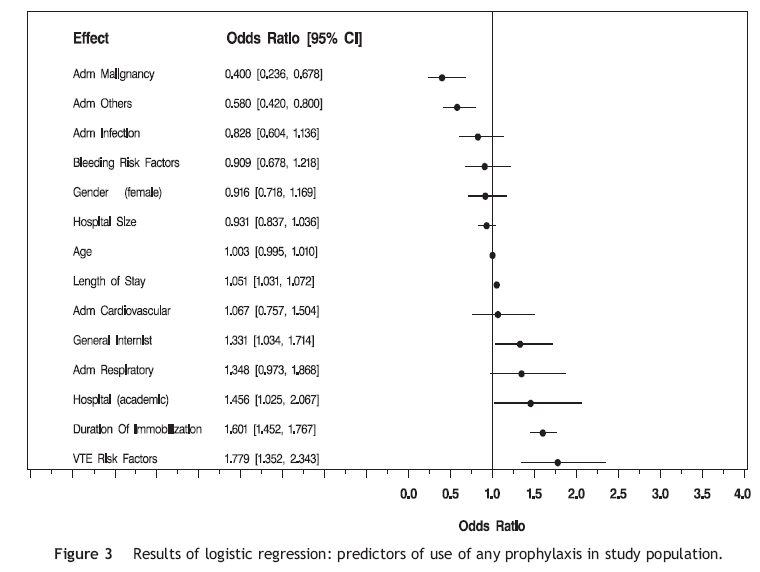 Effect Odds Ratio [95% CI]
Adm Malignancy 0.400 [0.236, 0.678]
Adm Others 0.580 [0.420, 0.800]
Adm Infection 0.828 [0.604, 1.136]
Bleeding Risk Factors 0.909 [0.678, 1.218]
Gender (female) 0.916 [0.718, 1.169]
Hospital Size 0.931 [0.837, 1.036]
Age 1.003 [0.995, 1.010]
Length of Stay 1.051 [1.031, 1.072]
Adm Cardiovascular 1.067 [0.757, 1.504]
General Internist 1.331 [1.034, 1.714]
Adm Respiratory 1.348 [0.973, 1.868]
Hospital (academic) 1.456 [1.025, 2.067]
Duration Of Immobilization 1.601 [1.452, 1.767]
VTE Risk Factors 1.779 [1.352, 2.343]
0.0 0.5 1.0 1.5 2.0 2.5 3.0 3.5 4.0
Odds Ratio
Figure 3 Results of logistic regression: predictors of use of any prophylaxis in study population.